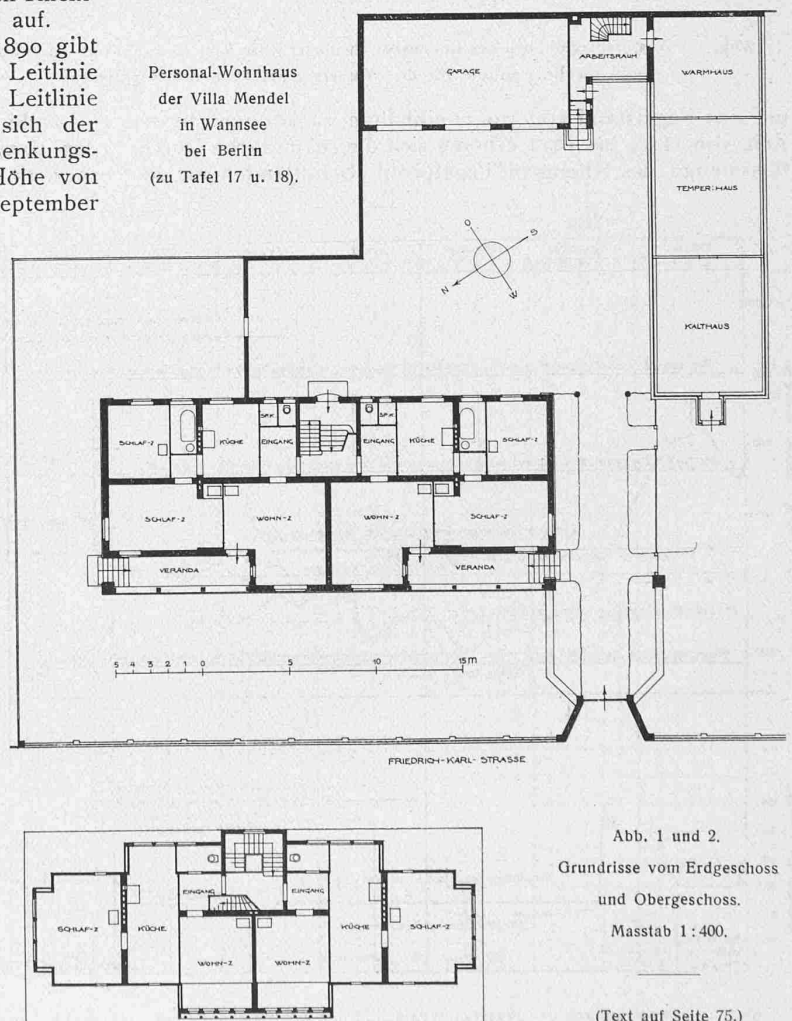 auf.
890 gibt
Leitlinie
Leitlinie
sich der
enkungs-
Höhe von
eptember
Personal-Wohnhaus
der Villa Mendel
in Wannsee
bei Berlin
(zu Tafel 17 u. 18).
GARAGE
ARBEITSRAUM
WARMHAUS
TEMPER: HAUS
KALTHAUS
O
S
N
W
SCHLAF-Z
KÜCHE
SP.K.
EINGANG
SP.K.
EINGANG
KÜCHE
SCHLAF-Z
SCHLAF-Z
WOHN-Z
WOHN-Z
SCHLAF-Z
VERANDA
VERANDA
5 4 3 2 1 0 5 10 15m
FRIEDRICH-KARL-STRASSE
SCHLAF-Z
KÜCHE
EINGANG
EINGANG
KÜCHE
SCHLAF-Z
WOHN-Z
WOHN-Z
Abb. 1 und 2.
Grundrisse vom Erdgeschoss
und Obergeschoss.
Masstab 1:400.
(Text auf Seite 75.)